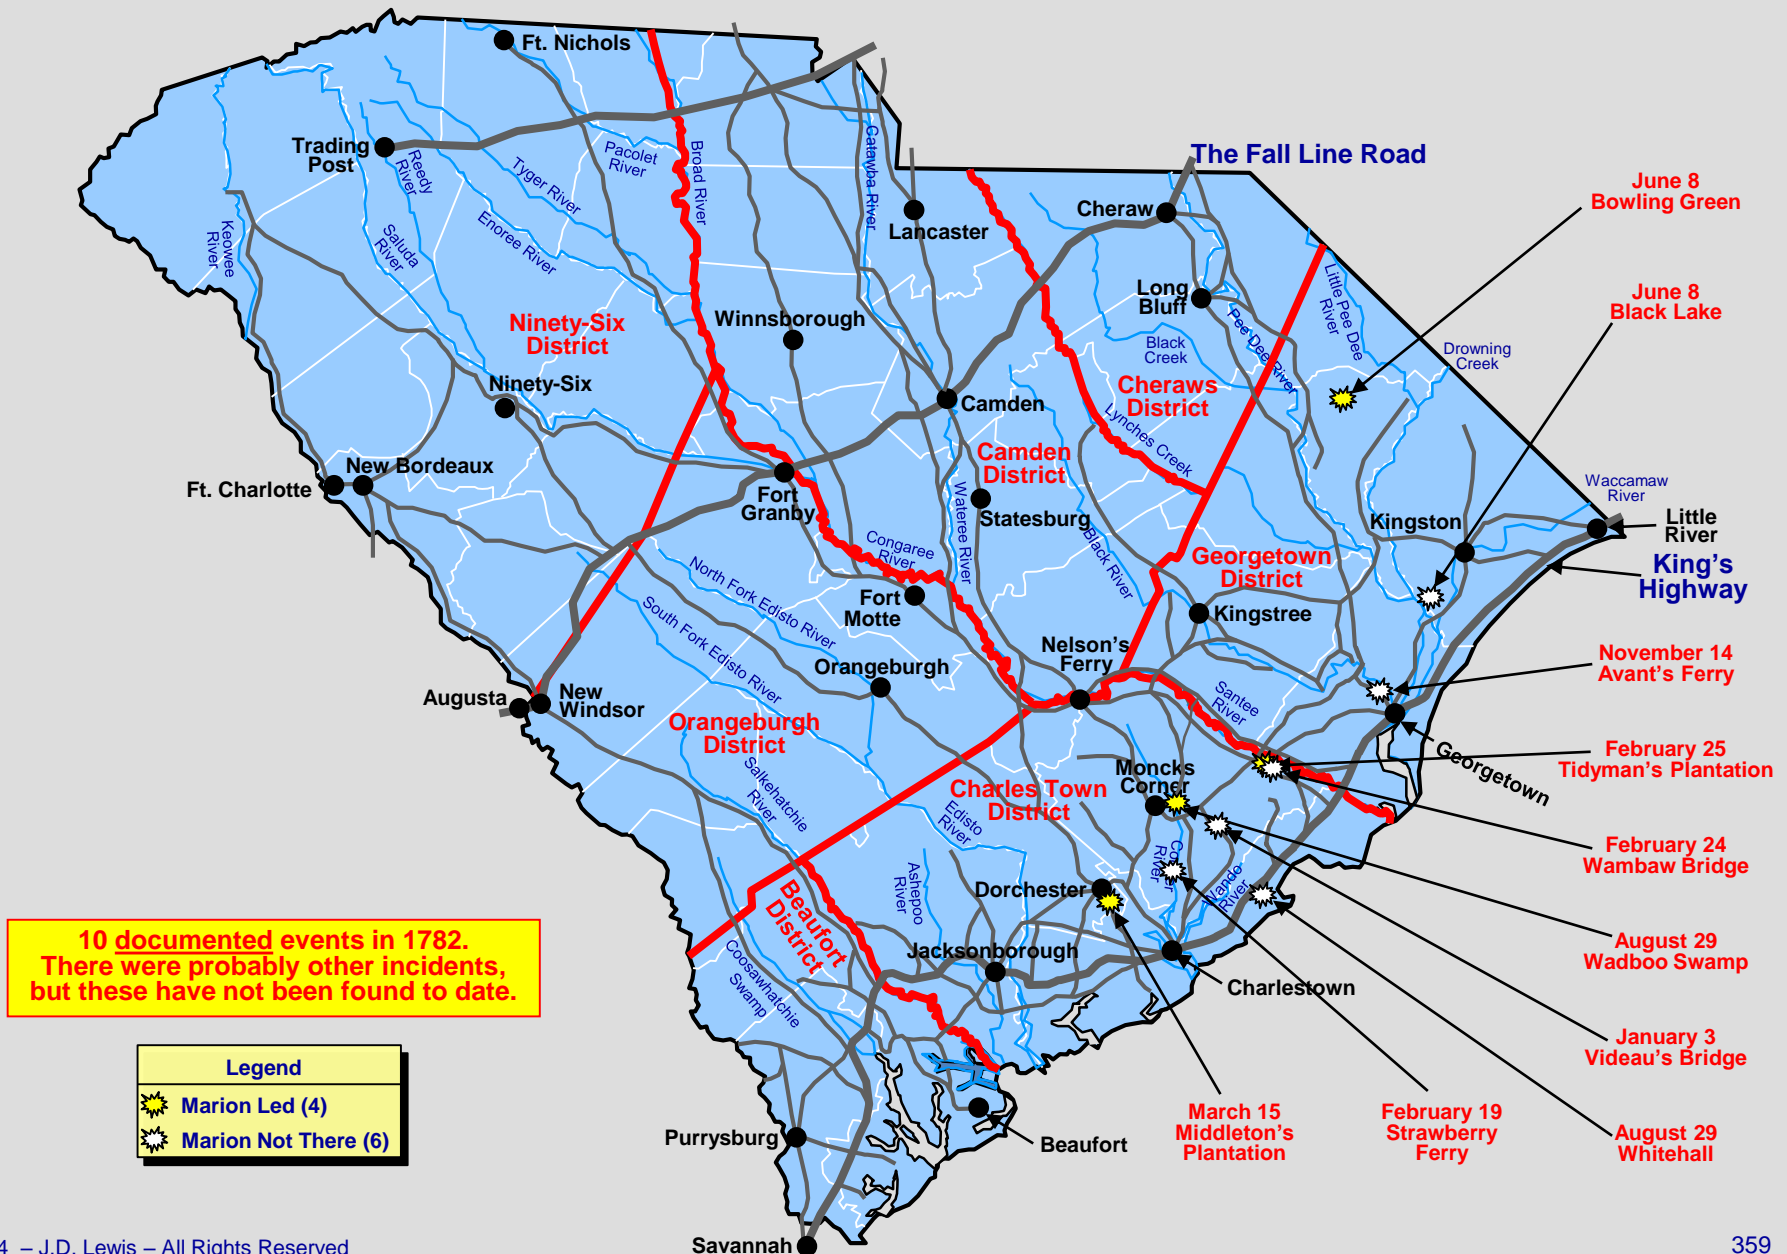 Ft. Nichols
The Fall Line Road
Trading
Post
Reedy
River
Tyger River
Pacolet
River
Broad River
Catawba River
Lancaster
Cheraw
June 8
Bowling Green
Keowee
River
Saluda
River
Enoree River
Long
Bluff
Little Pee Dee
River
June 8
Black Lake
Ninety-Six
District
Winnsborough
Pee Dee River
Black
Creek
Drowning
Creek
Ninety-Six
Camden
Cheraws
District
Lynches Creek
New Bordeaux
Ft. Charlotte
Fort
Granby
Camden
District
Wateree River
Statesburg
Waccamaw
River
Kingston
Little
River
Congaree
River
Black River
Georgetown
District
King's
Highway
North Fork Edisto River
South Fork Edisto River
Fort
Motte
Kingstree
Nelson's
Ferry
November 14
Avant's Ferry
Orangeburgh
Augusta
New
Windsor
Orangeburgh
District
Santee
River
Georgetown
February 25
Tidyman's Plantation
Salkehatchie
River
Charles Town
District
Moncks
Corner
Edisto
River
February 24
Wambaw Bridge
Beaufort
District
Ashepoo
River
Dorchester
River
Wando
River
August 29
Wadboo Swamp
10 documented events in 1782.
There were probably other incidents,
but these have not been found to date.
Coosawhatchie
Swamp
Jacksonborough
Charlestown
January 3
Videau's Bridge
Legend
Marion Led (4)
Marion Not There (6)
March 15
Middleton's
Plantation
February 19
Strawberry
Ferry
August 29
Whitehall
Purrysburg
Beaufort
Savannah
4 – J.D. Lewis – All Rights Reserved
359